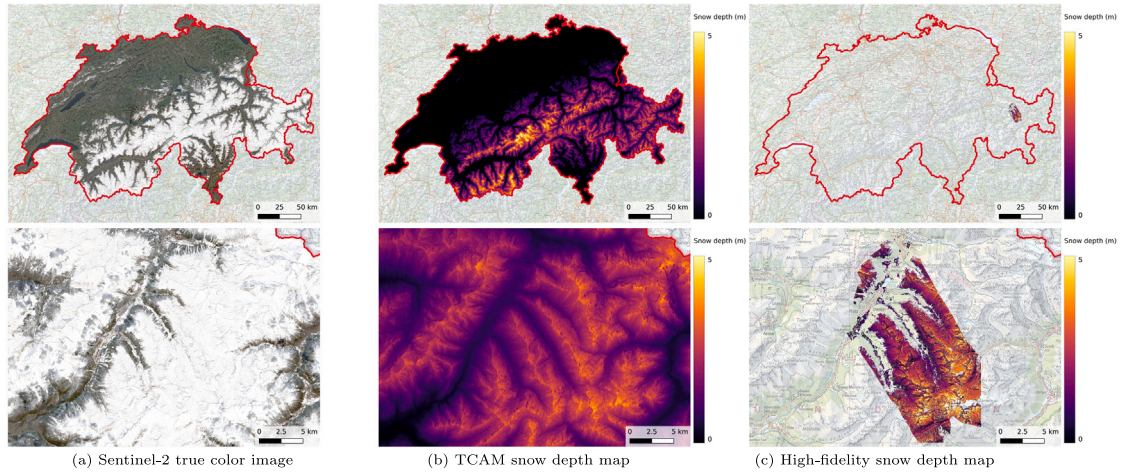 Snow depth (m)
5
0
0 25 50 km
0 25 50 km
Snow depth (m)
5
0
0 25 50 km
Snow depth (m)
5
0
0 2.5 5 km
0 2.5 5 km
Snow depth (m)
5
0
0 2.5 5 km
(a) Sentinel-2 true color image
(b) TCAM snow depth map
(c) High-fidelity snow depth map